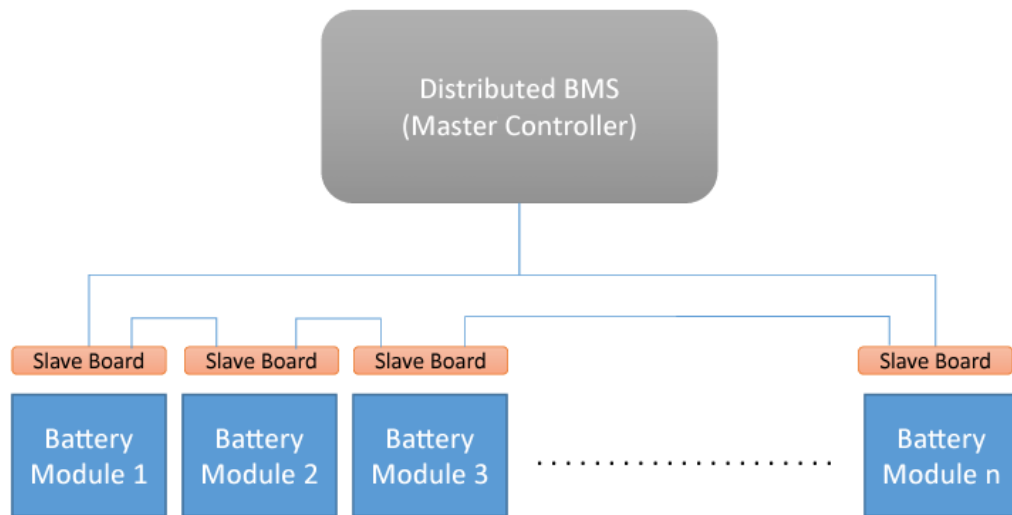 Distributed BMS
(Master Controller)
Slave Board
Slave Board
Slave Board
Slave Board
Battery
Module 1
Battery
Module 2
Battery
Module 3
Battery
Module n